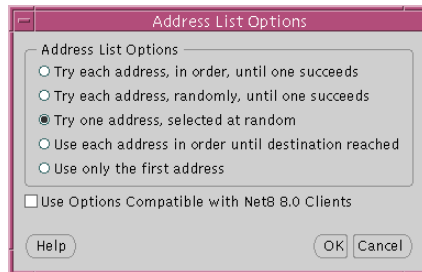 Address List Options
Address List Options
Try each address, in order, until one succeeds
Try each address, randomly, until one succeeds
Try one address, selected at random
Use each address in order until destination reached
Use only the first address
Use Options Compatible with Net8 8.0 Clients
Help OK Cancel